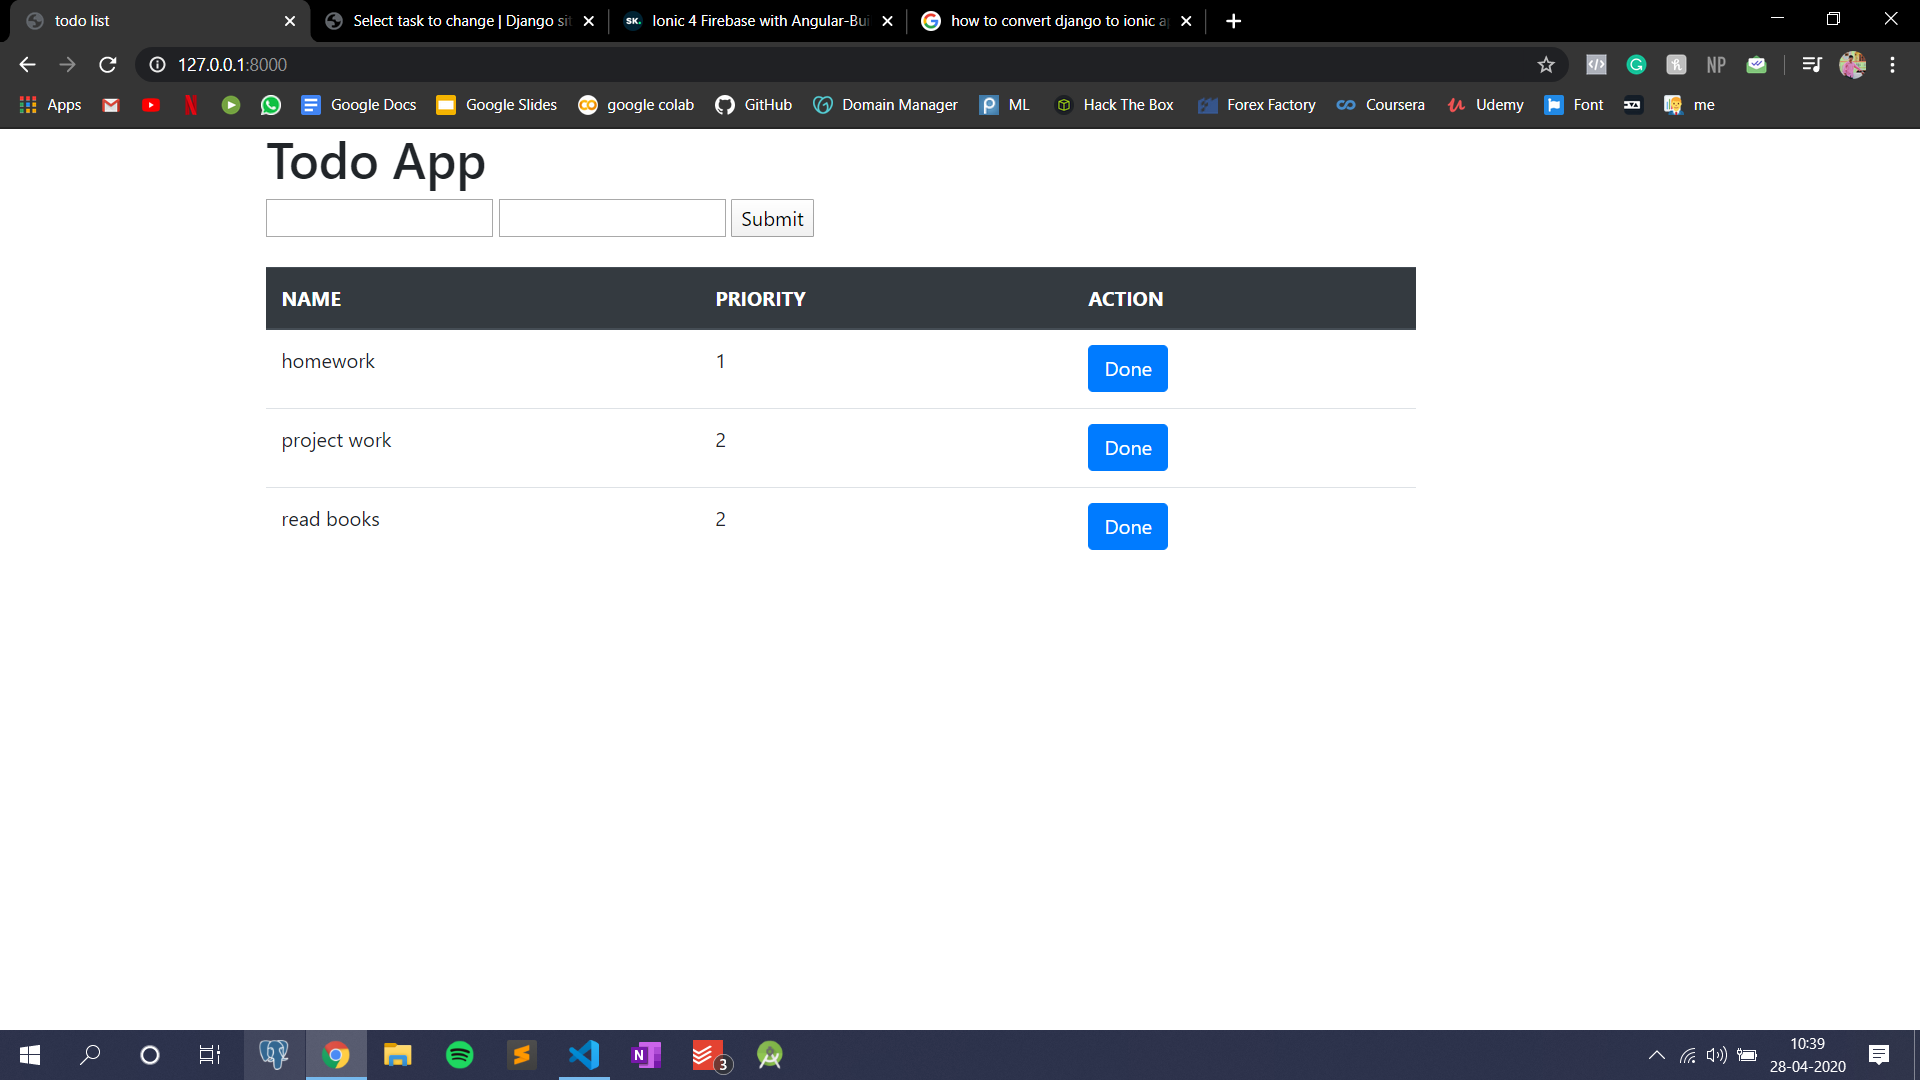 todo list
Select task to change | Django sit
Ionic 4 Firebase with Angular-Bui
how to convert django to ionic ap
127.0.0.1:8000
NP
Apps
Google Docs
Google Slides
google colab
GitHub
Domain Manager
ML
Hack The Box
Forex Factory
Coursera
Udemy
Font
me
Todo App
Submit
NAME PRIORITY ACTION
homework 1 Done
project work 2 Done
read books 2 Done
3
10:39
28-04-2020